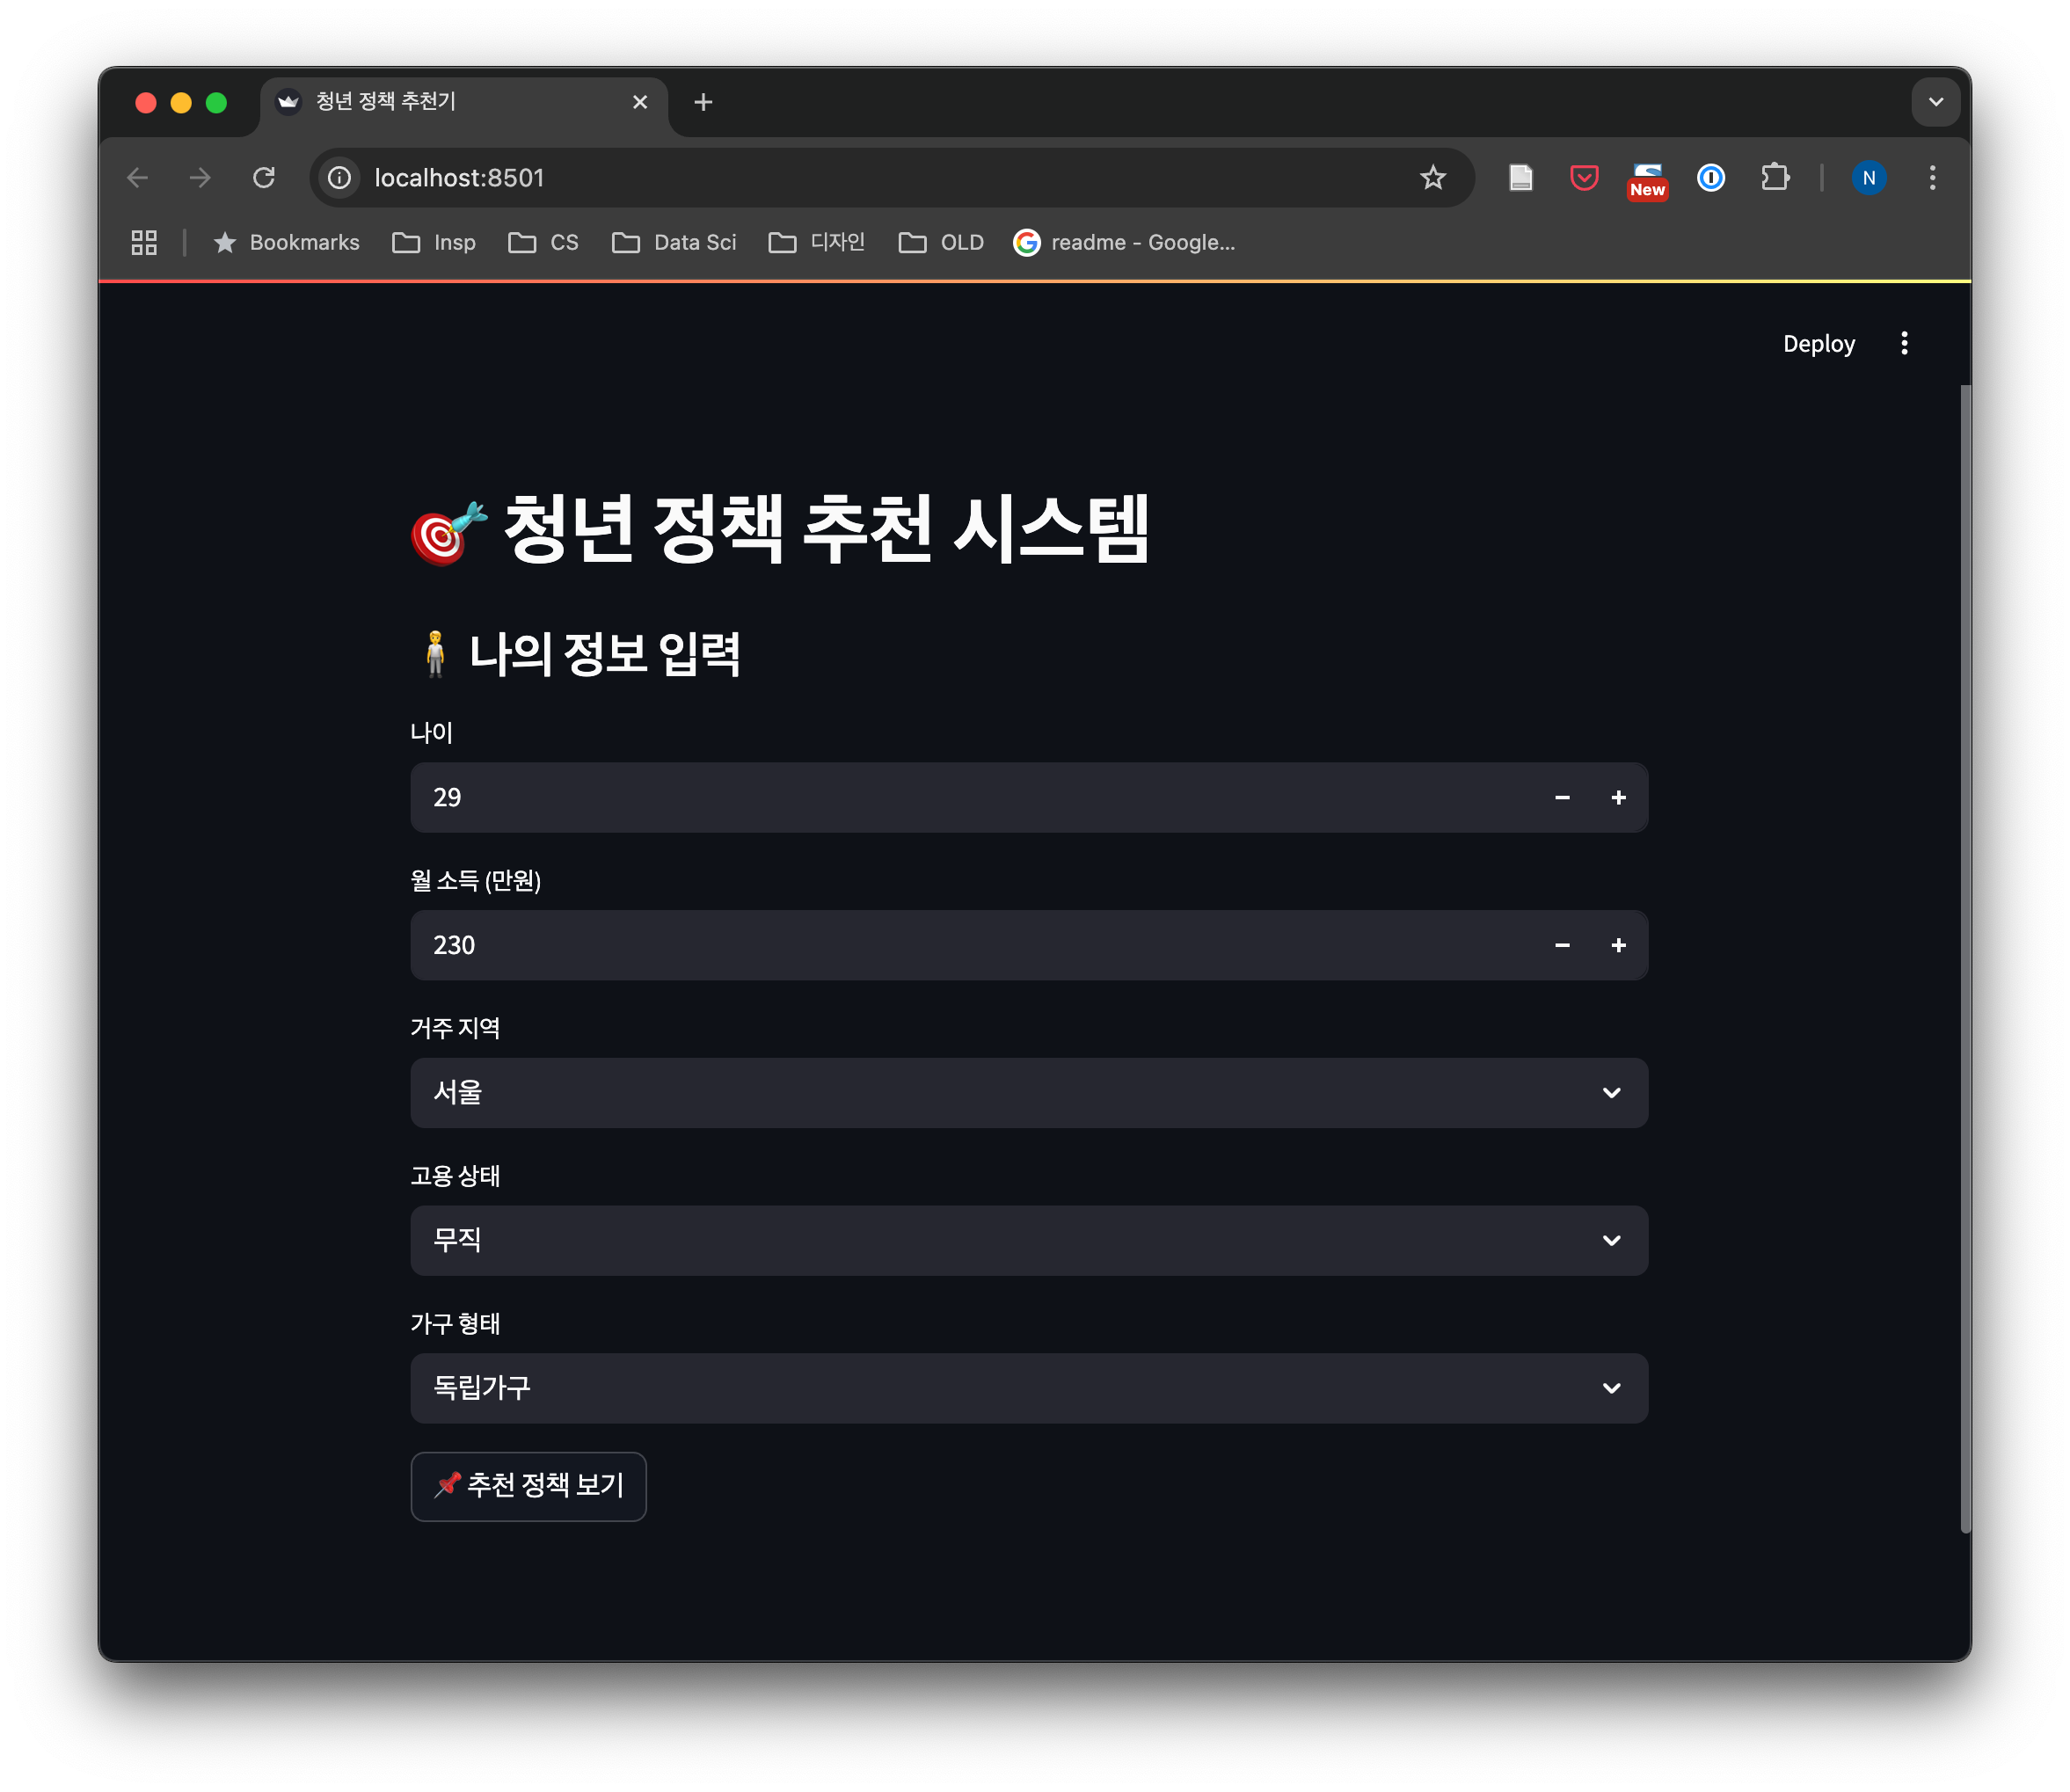 청년 정책 추천기
localhost:8501
New
N
Bookmarks Insp CS Data Sci 디자인 OLD readme - Google...
Deploy
청년 정책 추천 시스템
나의 정보 입력
나이
29
월 소득 (만원)
230
거주 지역
서울
고용 상태
무직
가구 형태
독립가구
추천 정책 보기